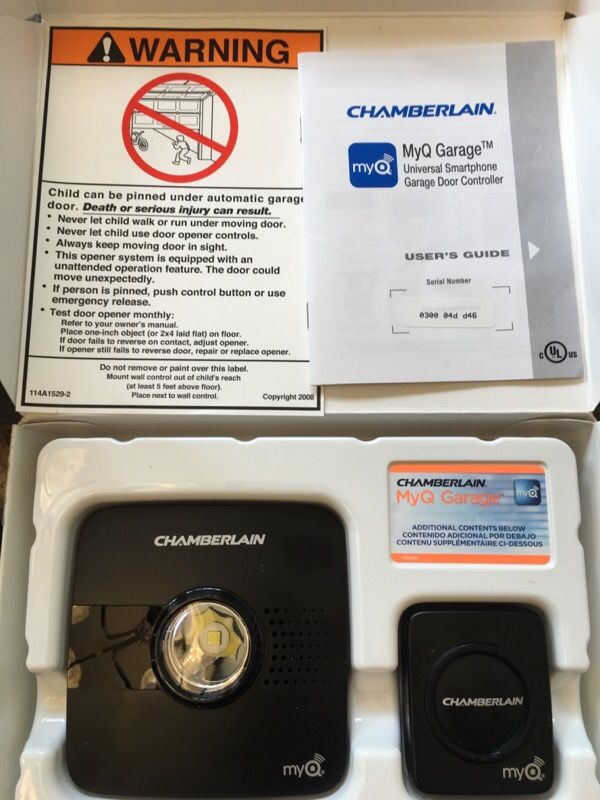 WARNING
Child can be pinned under automatic garage
door. Death or serious injury can result.
• Never let child walk or run under moving door.
• Never let child use door opener controls.
• Always keep moving door in sight.
• This opener system is equipped with an
unattended operation feature. The door could
move unexpectedly.
• If person is pinned, push control button or use
emergency release.
• Test door opener monthly:
Refer to your owner's manual.
Place one-inch object (or 2x4 laid flat) on floor.
If door fails to reverse on contact, adjust opener.
If opener still fails to reverse door, repair or replace opener.
Do not remove or paint over this label.
Mount wall control out of child's reach
(at least 5 feet above floor).
Place next to wall control.
114A1529-2
Copyright 2008
CHAMBERLAIN.
myQ
MyQ Garage™
Universal Smartphone
Garage Door Controller
USER'S GUIDE
Serial Number
0300 04d d46
c UL US
CHAMBERLAIN.
MyQ Garage
myQ
ADDITIONAL CONTENTS BELOW
CONTENIDO ADICIONAL POR DEBAJO
CONTENU SUPPLÉMENTAIRE CI-DESSOUS
CHAMBERLAIN
myQ
CHAMBERLAIN
myQ